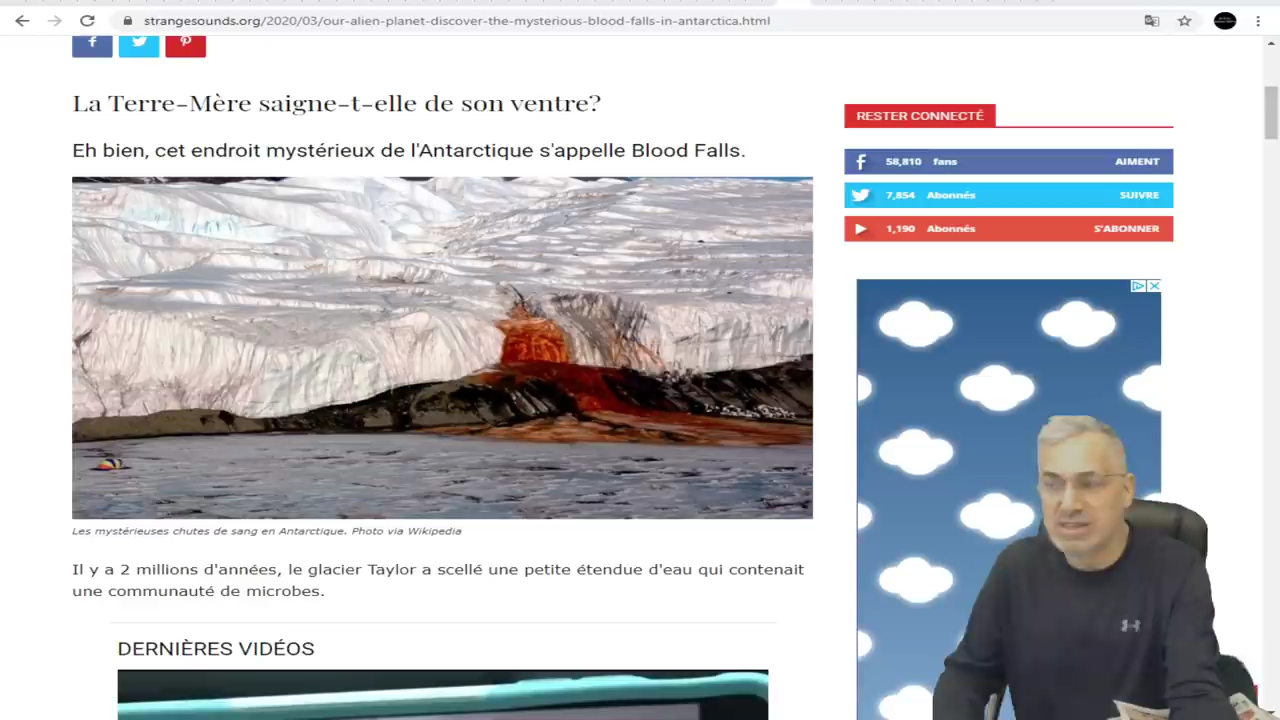 strangesounds.org/2020/03/our-alien-planet-discover-the-mysterious-blood-falls-in-antarctica.html
La Terre-Mère saigne-t-elle de son ventre?
Eh bien, cet endroit mystérieux de l'Antarctique s'appelle Blood Falls.
Les mystérieuses chutes de sang en Antarctique. Photo via Wikipedia
Il y a 2 millions d'années, le glacier Taylor a scellé une petite étendue d'eau qui contenait
une communauté de microbes.
DERNIÈRES VIDÉOS
RESTER CONNECTÉ
58,810 fans AIMENT
7,854 Abonnés SUIVRE
1,190 Abonnés S'ABONNER